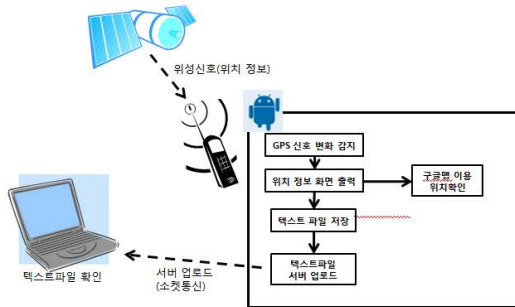 위성신호(위치 정보)
GPS 신호 변화 감지
위치 정보 화면 출력
구글맵 이용
위치확인
텍스트 파일 저장
텍스트파일
서버 업로드
서버 업로드
(소켓통신)
텍스트파일 확인